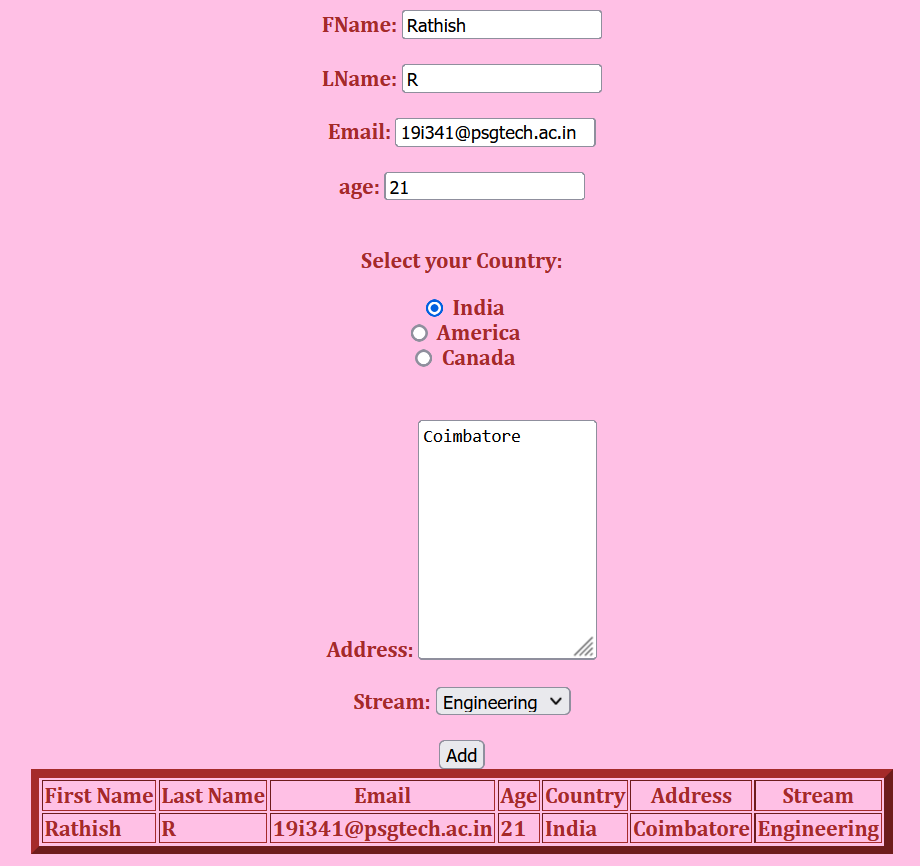 FName: Rathish
LName: R
Email: 19i341@psgtech.ac.in
age: 21
Select your Country:
India
America
Canada
Coimbatore
Address:
Stream: Engineering
Add
First Name Last Name Email Age Country Address Stream
Rathish R 19i341@psgtech.ac.in 21 India Coimbatore Engineering